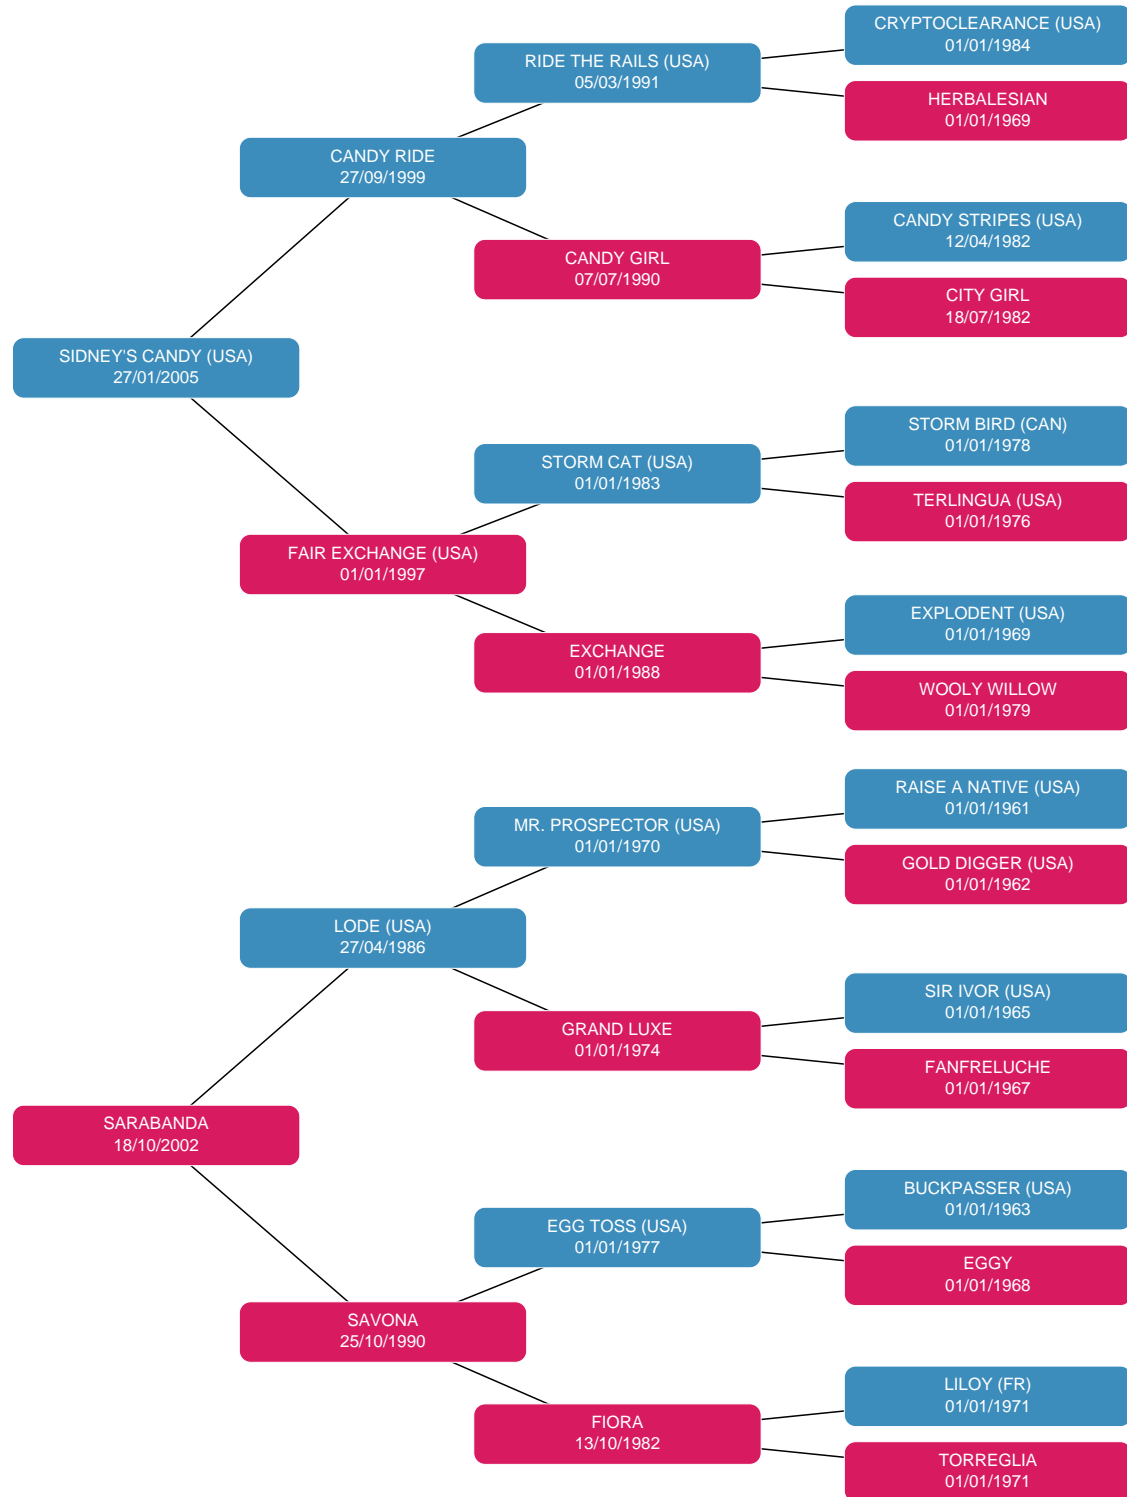 CRYPTOCLEARANCE (USA)
01/01/1984
RIDE THE RAILS (USA)
05/03/1991
HERBALESIAN
01/01/1969
CANDY RIDE
27/09/1999
CANDY STRIPES (USA)
12/04/1982
CANDY GIRL
07/07/1990
CITY GIRL
18/07/1982
SIDNEY'S CANDY (USA)
27/01/2005
STORM BIRD (CAN)
01/01/1978
STORM CAT (USA)
01/01/1983
TERLINGUA (USA)
01/01/1976
FAIR EXCHANGE (USA)
01/01/1997
EXPLODENT (USA)
01/01/1969
EXCHANGE
01/01/1988
WOOLY WILLOW
01/01/1979
RAISE A NATIVE (USA)
01/01/1961
MR. PROSPECTOR (USA)
01/01/1970
GOLD DIGGER (USA)
01/01/1962
LODE (USA)
27/04/1986
SIR IVOR (USA)
01/01/1965
GRAND LUXE
01/01/1974
FANFRELUCHE
01/01/1967
SARABANDA
18/10/2002
BUCKPASSER (USA)
01/01/1963
EGG TOSS (USA)
01/01/1977
EGGY
01/01/1968
SAVONA
25/10/1990
LILOY (FR)
01/01/1971
FIORA
13/10/1982
TORREGLIA
01/01/1971